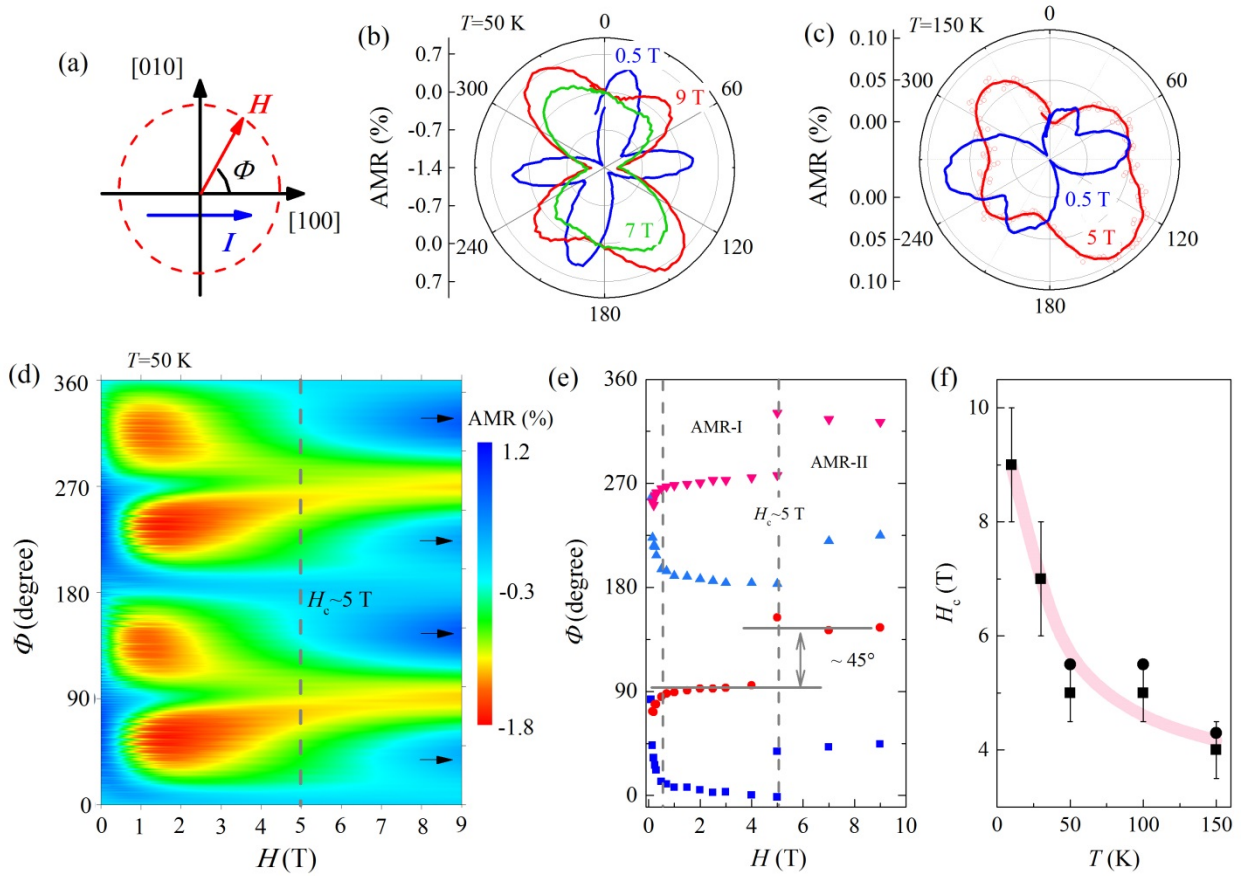 (a)
[010]
H
Φ
[100]
I
(b)
T=50 K
AMR (%)
0.7
0.0
-0.7
-1.4
-0.7
0.0
0.7
0
60
120
180
240
300
0.5 T
9 T
7 T
(c)
T=150 K
AMR (%)
0.10
0.05
0.00
0.00
0.05
0.10
0
60
120
180
240
300
0.5 T
5 T
(d)
T=50 K
Φ (degree)
360
270
180
90
0
H_c~5 T
0 1 2 3 4 5 6 7 8 9
H (T)
AMR (%)
1.2
-0.3
-1.8
(e)
Φ (degree)
360
270
180
90
0
AMR-I
AMR-II
H_c~5 T
~ 45°
0 2 4 6 8 10
H (T)
(f)
H_c (T)
10
8
6
4
0 50 100 150
T (K)